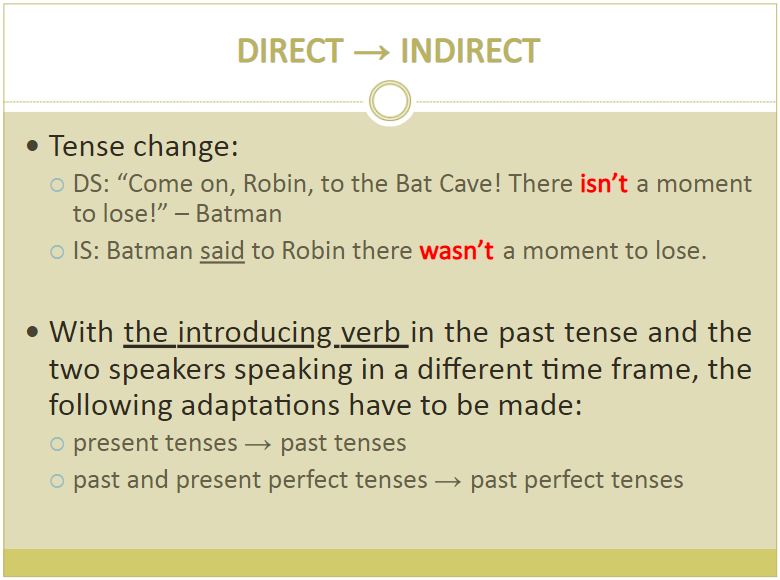 DIRECT → INDIRECT
• Tense change:
○ DS: “Come on, Robin, to the Bat Cave! There isn’t a moment
to lose!” – Batman
○ IS: Batman said to Robin there wasn’t a moment to lose.
• With the introducing verb in the past tense and the
two speakers speaking in a different time frame, the
following adaptations have to be made:
○ present tenses → past tenses
○ past and present perfect tenses → past perfect tenses